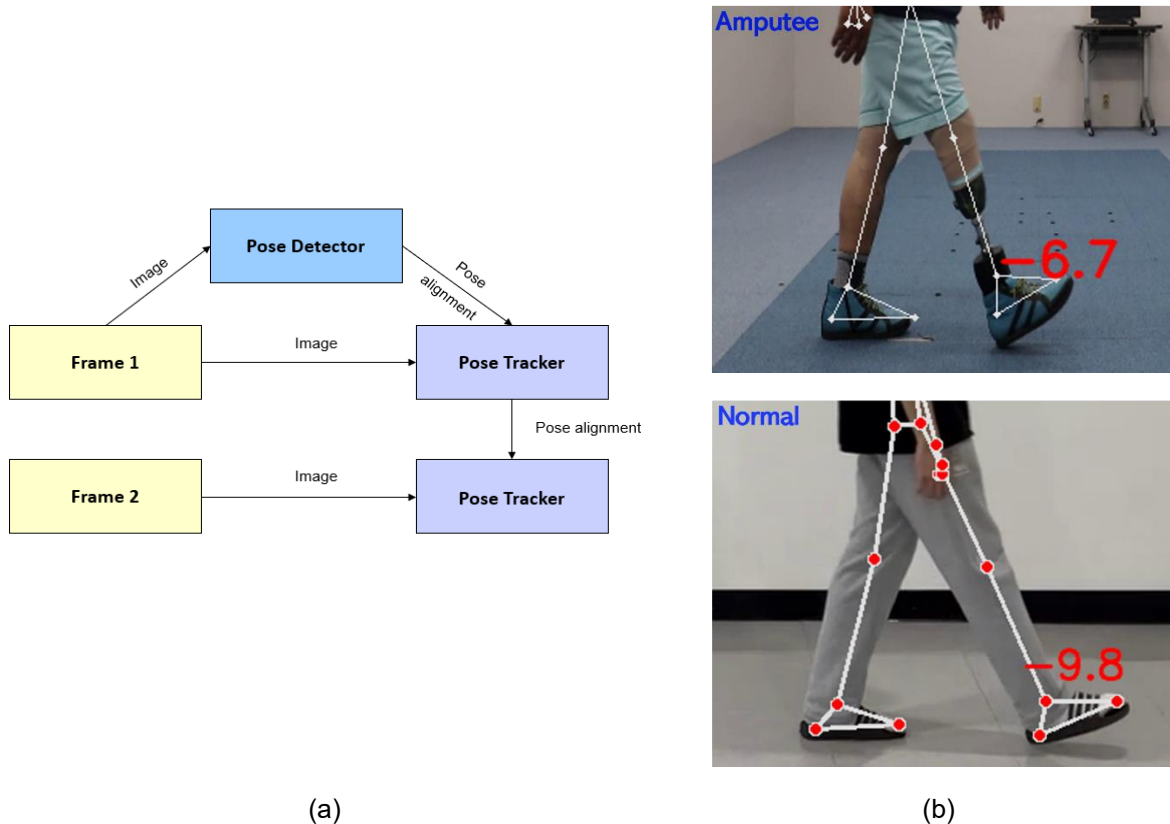 Pose Detector
Image
Pose
alignment
Frame 1
Image
Pose Tracker
Pose alignment
Frame 2
Image
Pose Tracker
(a)
Amputee
-6.7
Normal
-9.8
(b)